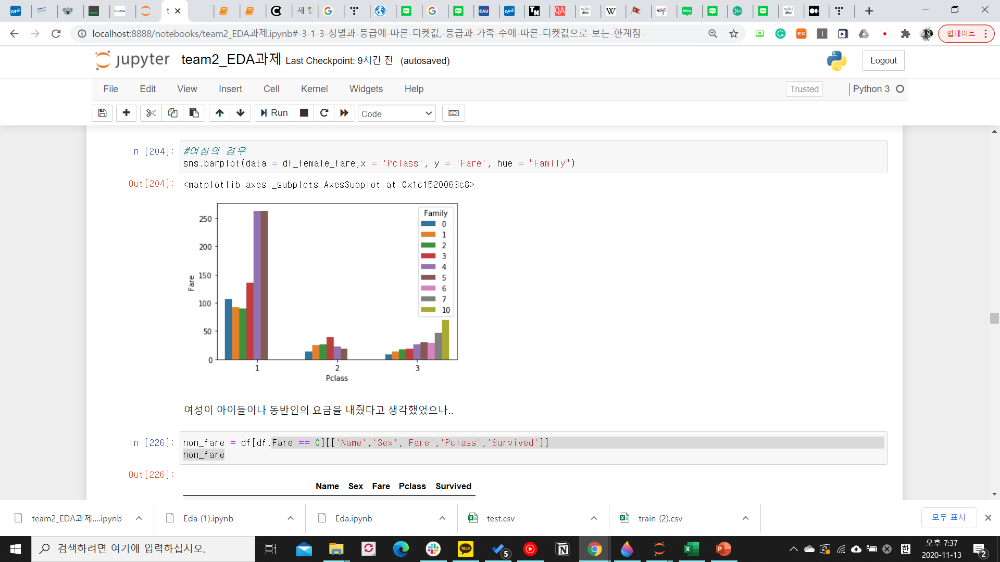 t
새 탭
localhost:8888/notebooks/team2_EDA과제.ipynb#-3-1-3-성별과-등급에-따른-티켓값,-등급과-가족-수에-따른-티켓값으로-보는-한계점-
업데이트
jupyter team2_EDA과제 Last Checkpoint: 9시간 전 (autosaved)
Logout
File Edit View Insert Cell Kernel Widgets Help
Trusted
Python 3
Run
Code
In [204]:
#여성의 경우
sns.barplot(data = df_female_fare,x = 'Pclass', y = 'Fare', hue = "Family")
Out[204]:
<matplotlib.axes._subplots.AxesSubplot at 0x1c1520063c8>
Family
0
1
2
3
4
5
6
7
10
250
200
150
100
50
0
Fare
1 2 3
Pclass
여성이 아이들이나 동반인의 요금을 내줬다고 생각했었으나..
In [226]:
non_fare = df[df.Fare == 0][['Name','Sex','Fare','Pclass','Survived']]
non_fare
Out[226]:
Name Sex Fare Pclass Survived
team2_EDA과제....ipynb
Eda (1).ipynb
Eda.ipynb
test.csv
train (2).csv
모두 표시
검색하려면 여기에 입력하십시오.
TALK
5
한
오후 7:37
2020-11-13
2